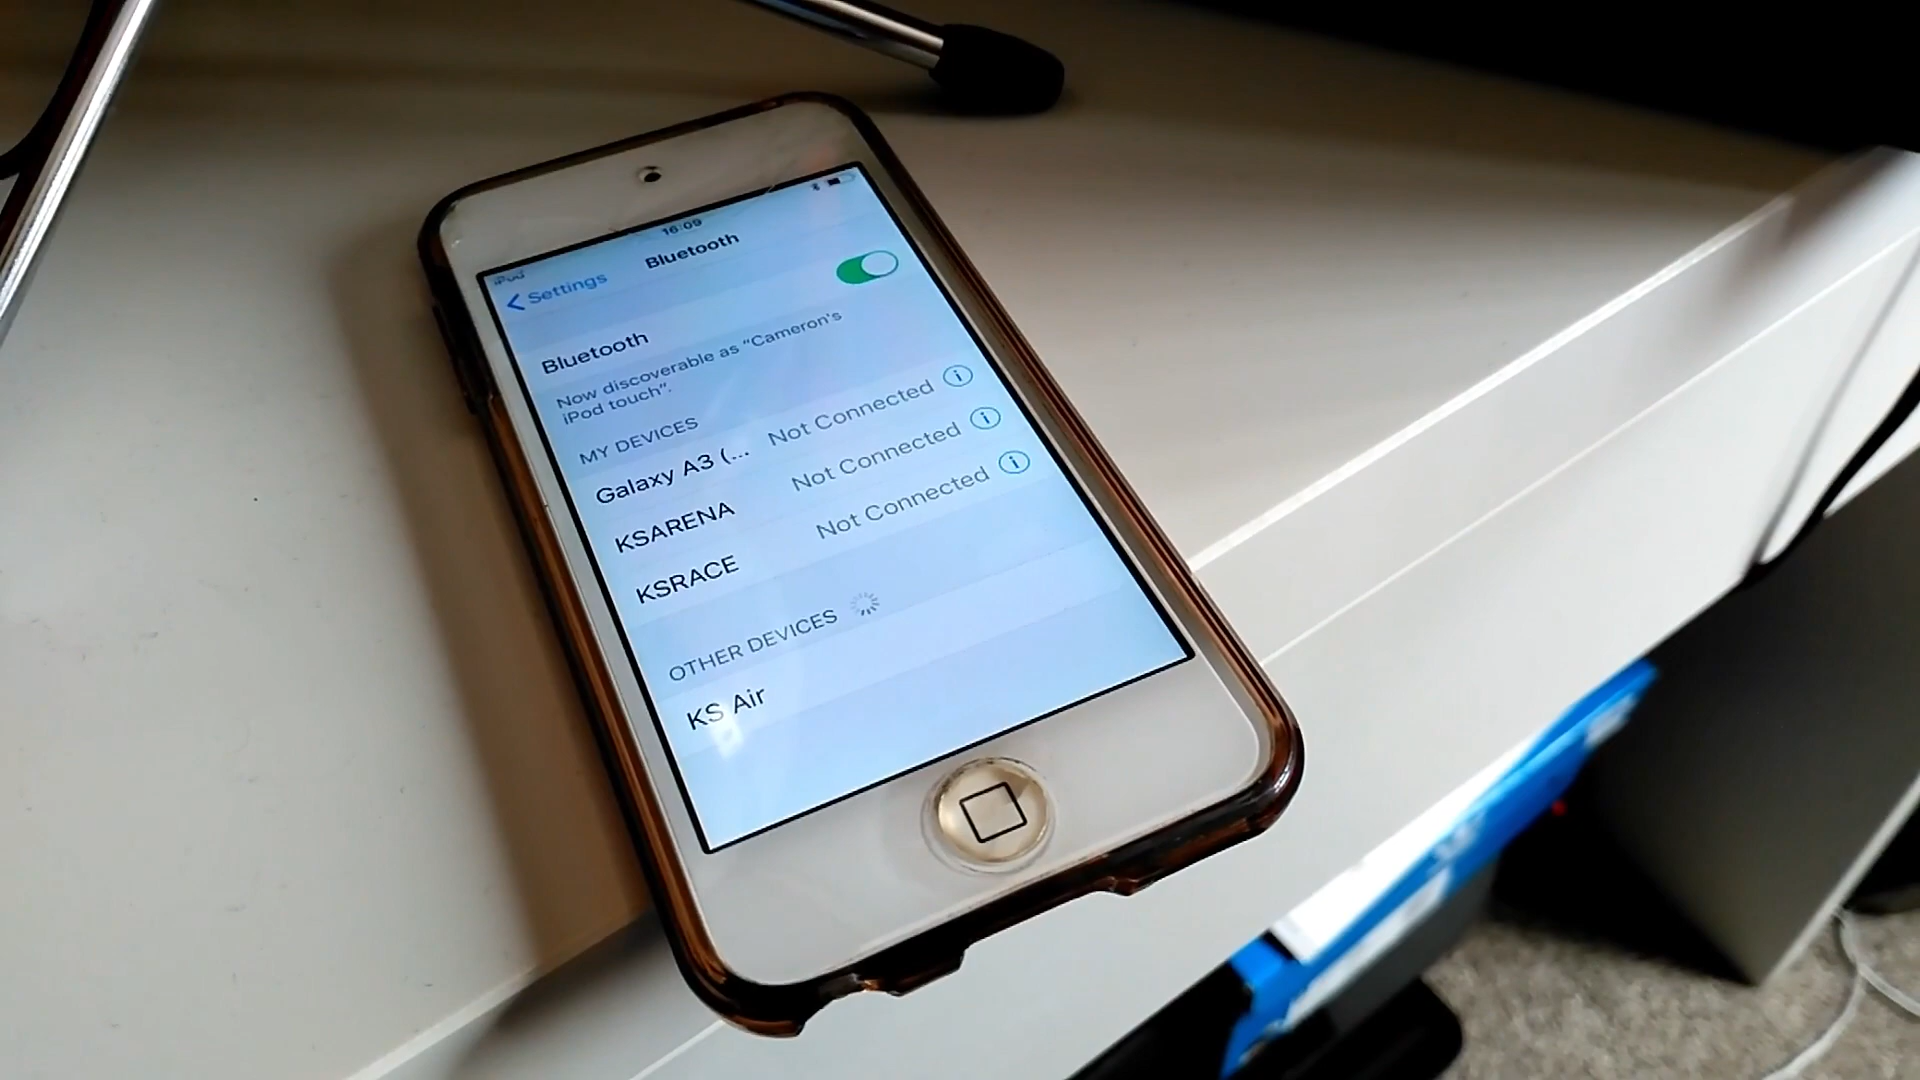 iPod
16:09
Settings
Bluetooth
Bluetooth
Now discoverable as "Cameron's
iPod touch".
MY DEVICES
Galaxy A3 (... Not Connected
KSARENA Not Connected
KSRACE Not Connected
OTHER DEVICES
KS Air